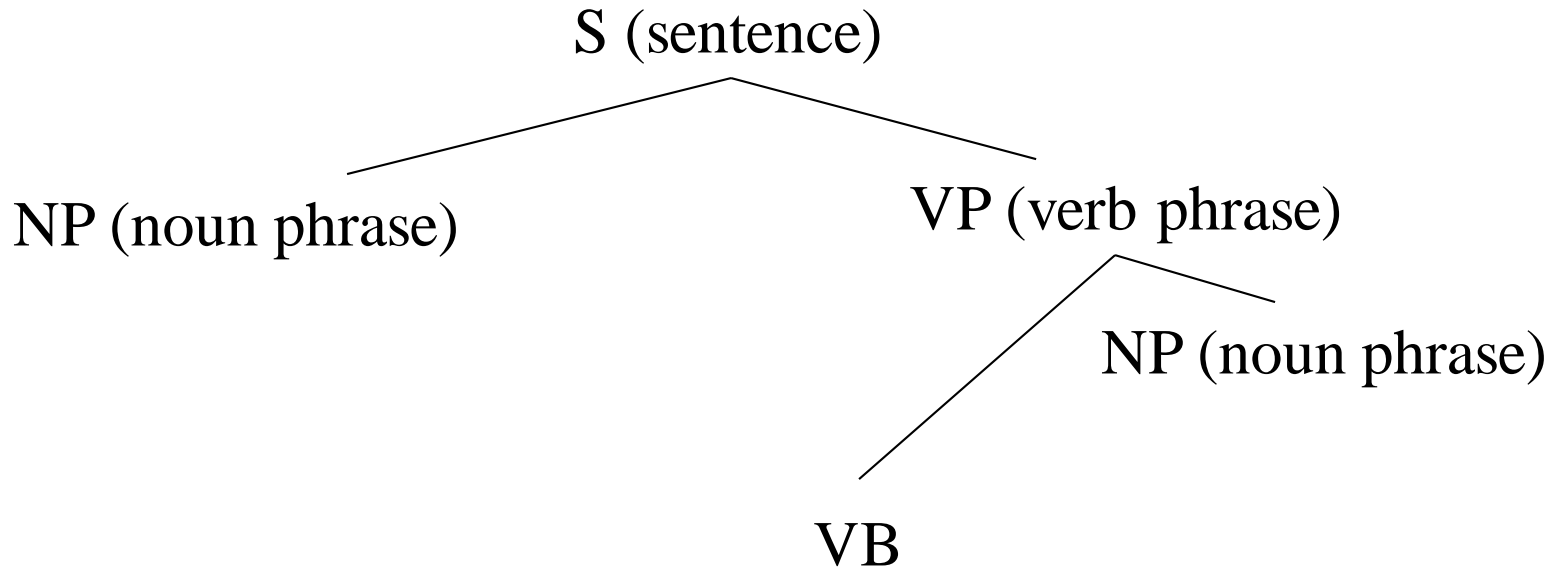 S (sentence)
NP (noun phrase)
VP (verb phrase)
NP (noun phrase)
VB